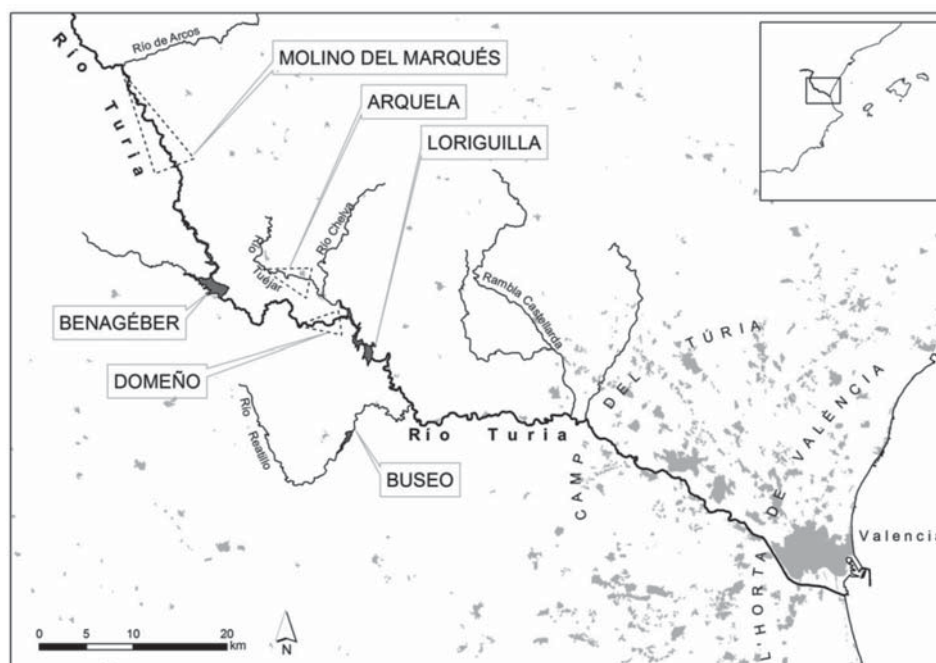 Río de Arcos
RÍO TURIA
MOLINO DEL MARQUÉS
ARQUELA
LORIGUILLA
Río Chelva
Río Tuéjar
Rambla Castellarda
BENAGÉBER
DOMEÑO
Río Reatillo
BUSEO
Río Turia
CAMP DEL TÚRIA
L'HORTA DE VALÈNCIA
Valencia
0 5 10 20
km
N